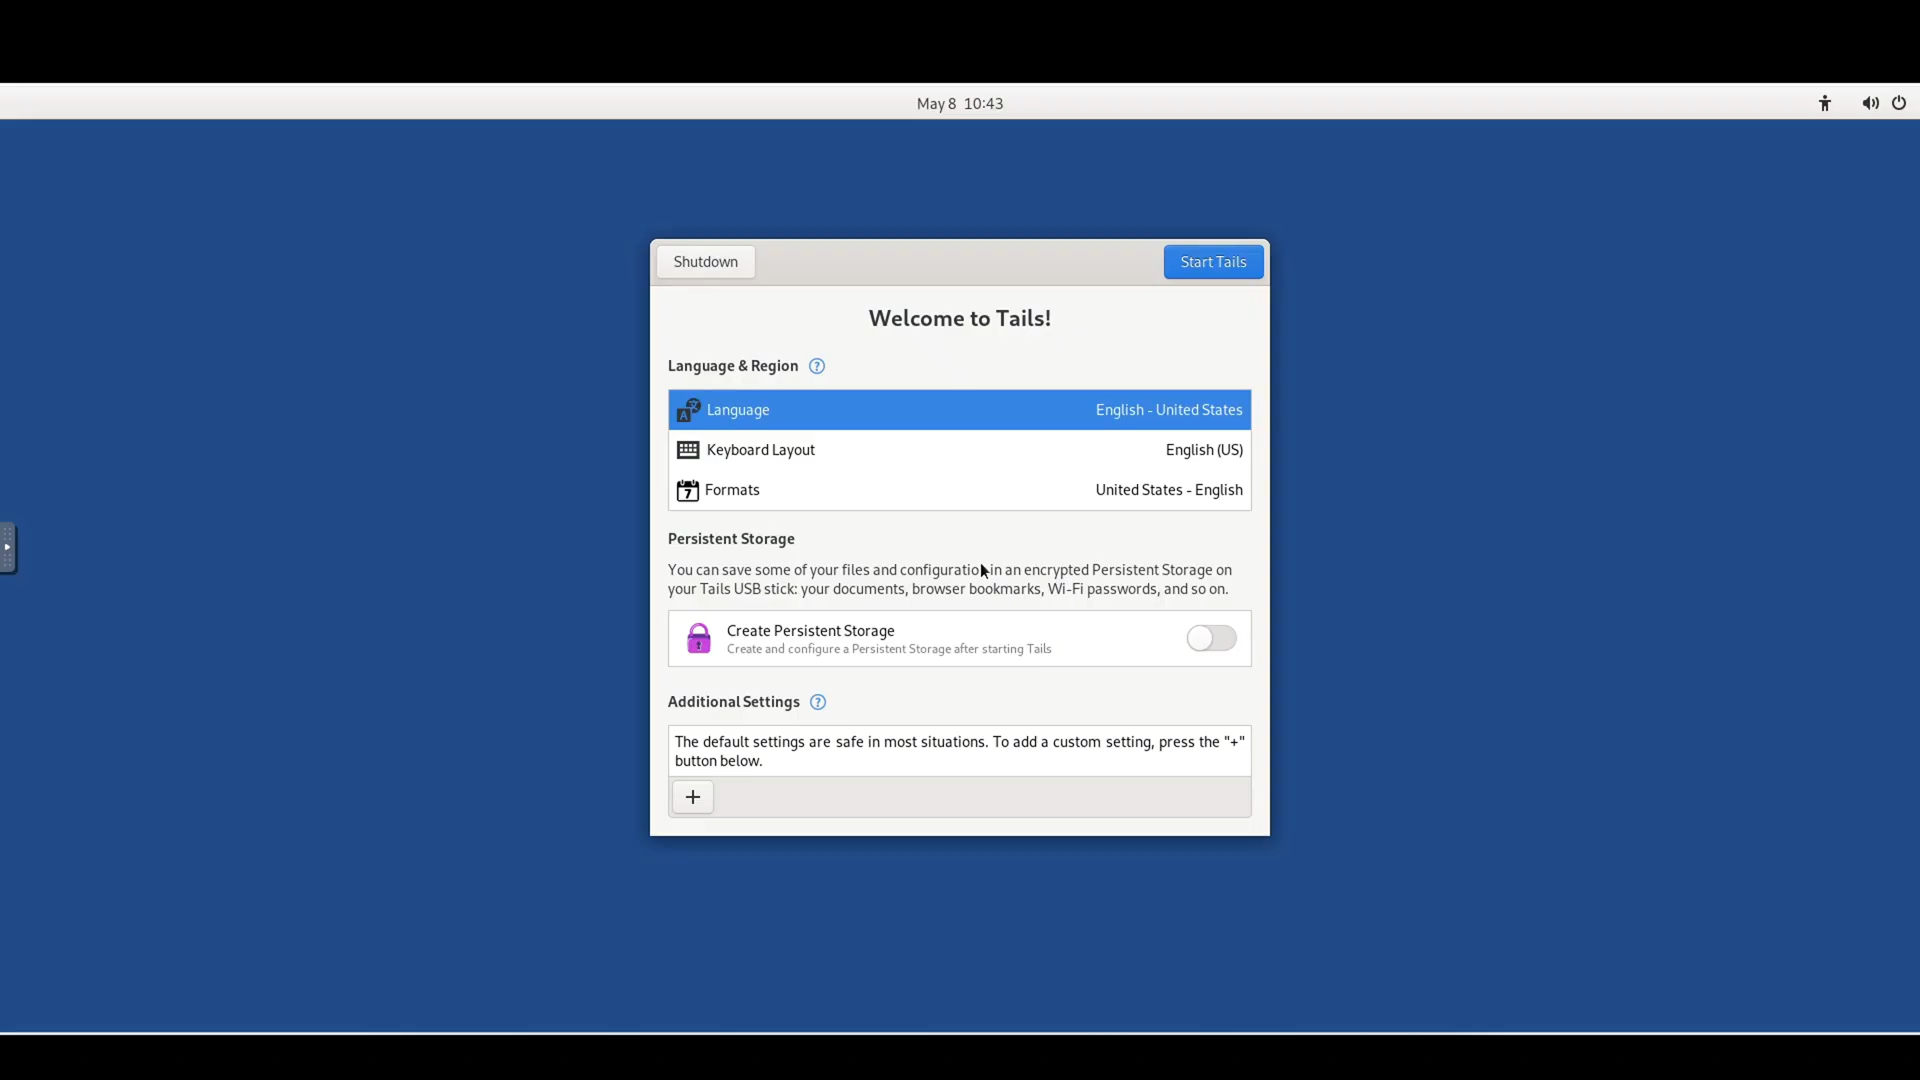 May 8 10:43
Shutdown
Start Tails
Welcome to Tails!
Language & Region
Language English - United States
Keyboard Layout English (US)
Formats United States - English
Persistent Storage
You can save some of your files and configuration in an encrypted Persistent Storage on
your Tails USB stick: your documents, browser bookmarks, Wi-Fi passwords, and so on.
Create Persistent Storage
Create and configure a Persistent Storage after starting Tails
Additional Settings
The default settings are safe in most situations. To add a custom setting, press the "+"
button below.